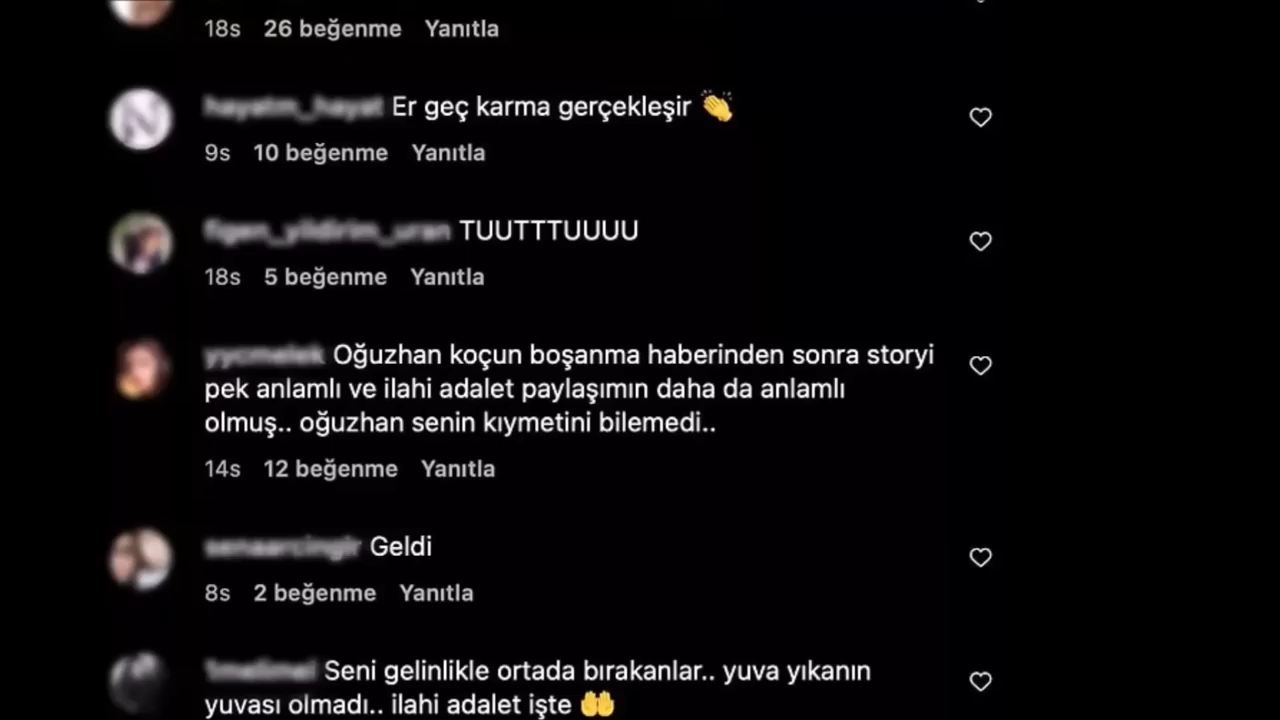 18s 26 beğenme Yanıtla
Er geç karma gerçekleşir 👏
9s 10 beğenme Yanıtla
TUUTTTUUUU
18s 5 beğenme Yanıtla
Oğuzhan koçun boşanma haberinden sonra storyi
pek anlamlı ve ilahi adalet paylaşımın daha da anlamlı
olmuş.. oğuzhan senin kıymetini bilemedi..
14s 12 beğenme Yanıtla
Geldi
8s 2 beğenme Yanıtla
Seni gelinlikle ortada bırakanlar.. yuva yıkanın
yuvası olmadı.. ilahi adalet işte 🤲